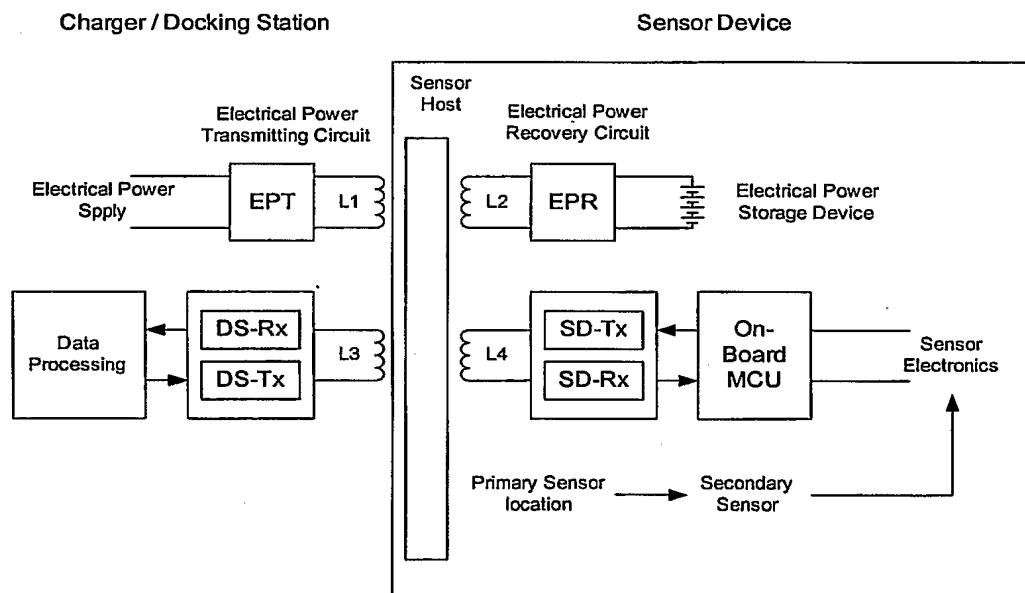 Charger / Docking Station
Sensor Device
Sensor
Host
Electrical Power
Transmitting Circuit
Electrical Power
Recovery Circuit
Electrical Power
Spply
EPT
L1
L2
EPR
Electrical Power
Storage Device
Data
Processing
DS-Rx
DS-Tx
L3
L4
SD-Tx
SD-Rx
On-
Board
MCU
Sensor
Electronics
Primary Sensor
location
Secondary
Sensor